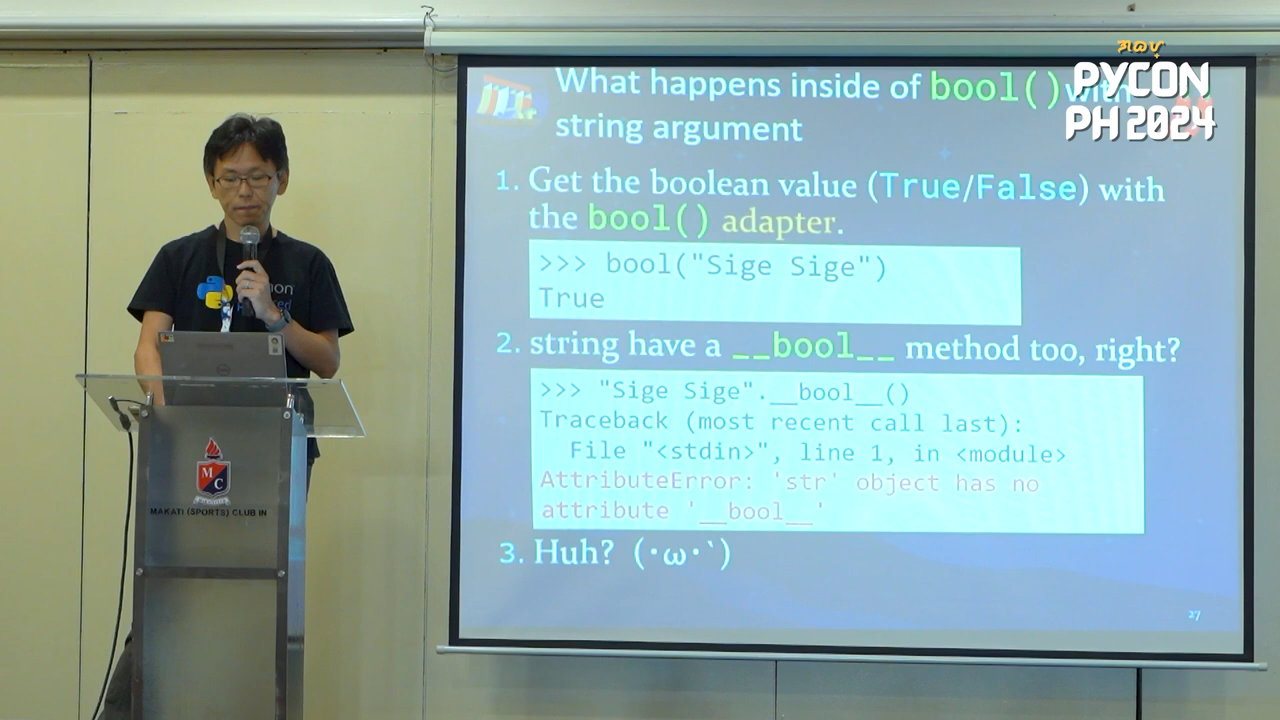 What happens inside of bool() with
string argument
ᜉᜌ᜔ᜃ
PYCON
PH 2024
1. Get the boolean value (True/False) with
the bool() adapter.
>>> bool("Sige Sige")
True
2. string have a __bool__ method too, right?
>>> "Sige Sige".__bool__()
Traceback (most recent call last):
File "<stdin>", line 1, in <module>
AttributeError: 'str' object has no
attribute '__bool__'
3. Huh? (･ω･`)
27
M
C
MAKATI (SPORTS) CLUB IN